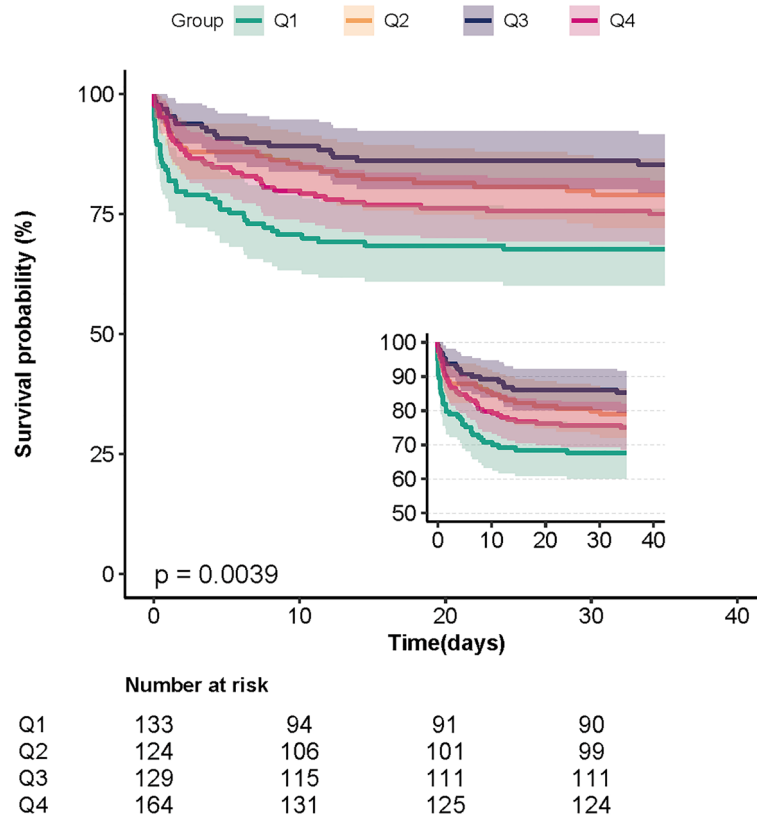 Group Q1 Q2 Q3 Q4
Survival probability (%)
100
75
50
25
0
p = 0.0039
100
90
80
70
60
50
0 10 20 30 40
0 10 20 30 40
Time(days)
Number at risk
Q1 133 94 91 90
Q2 124 106 101 99
Q3 129 115 111 111
Q4 164 131 125 124